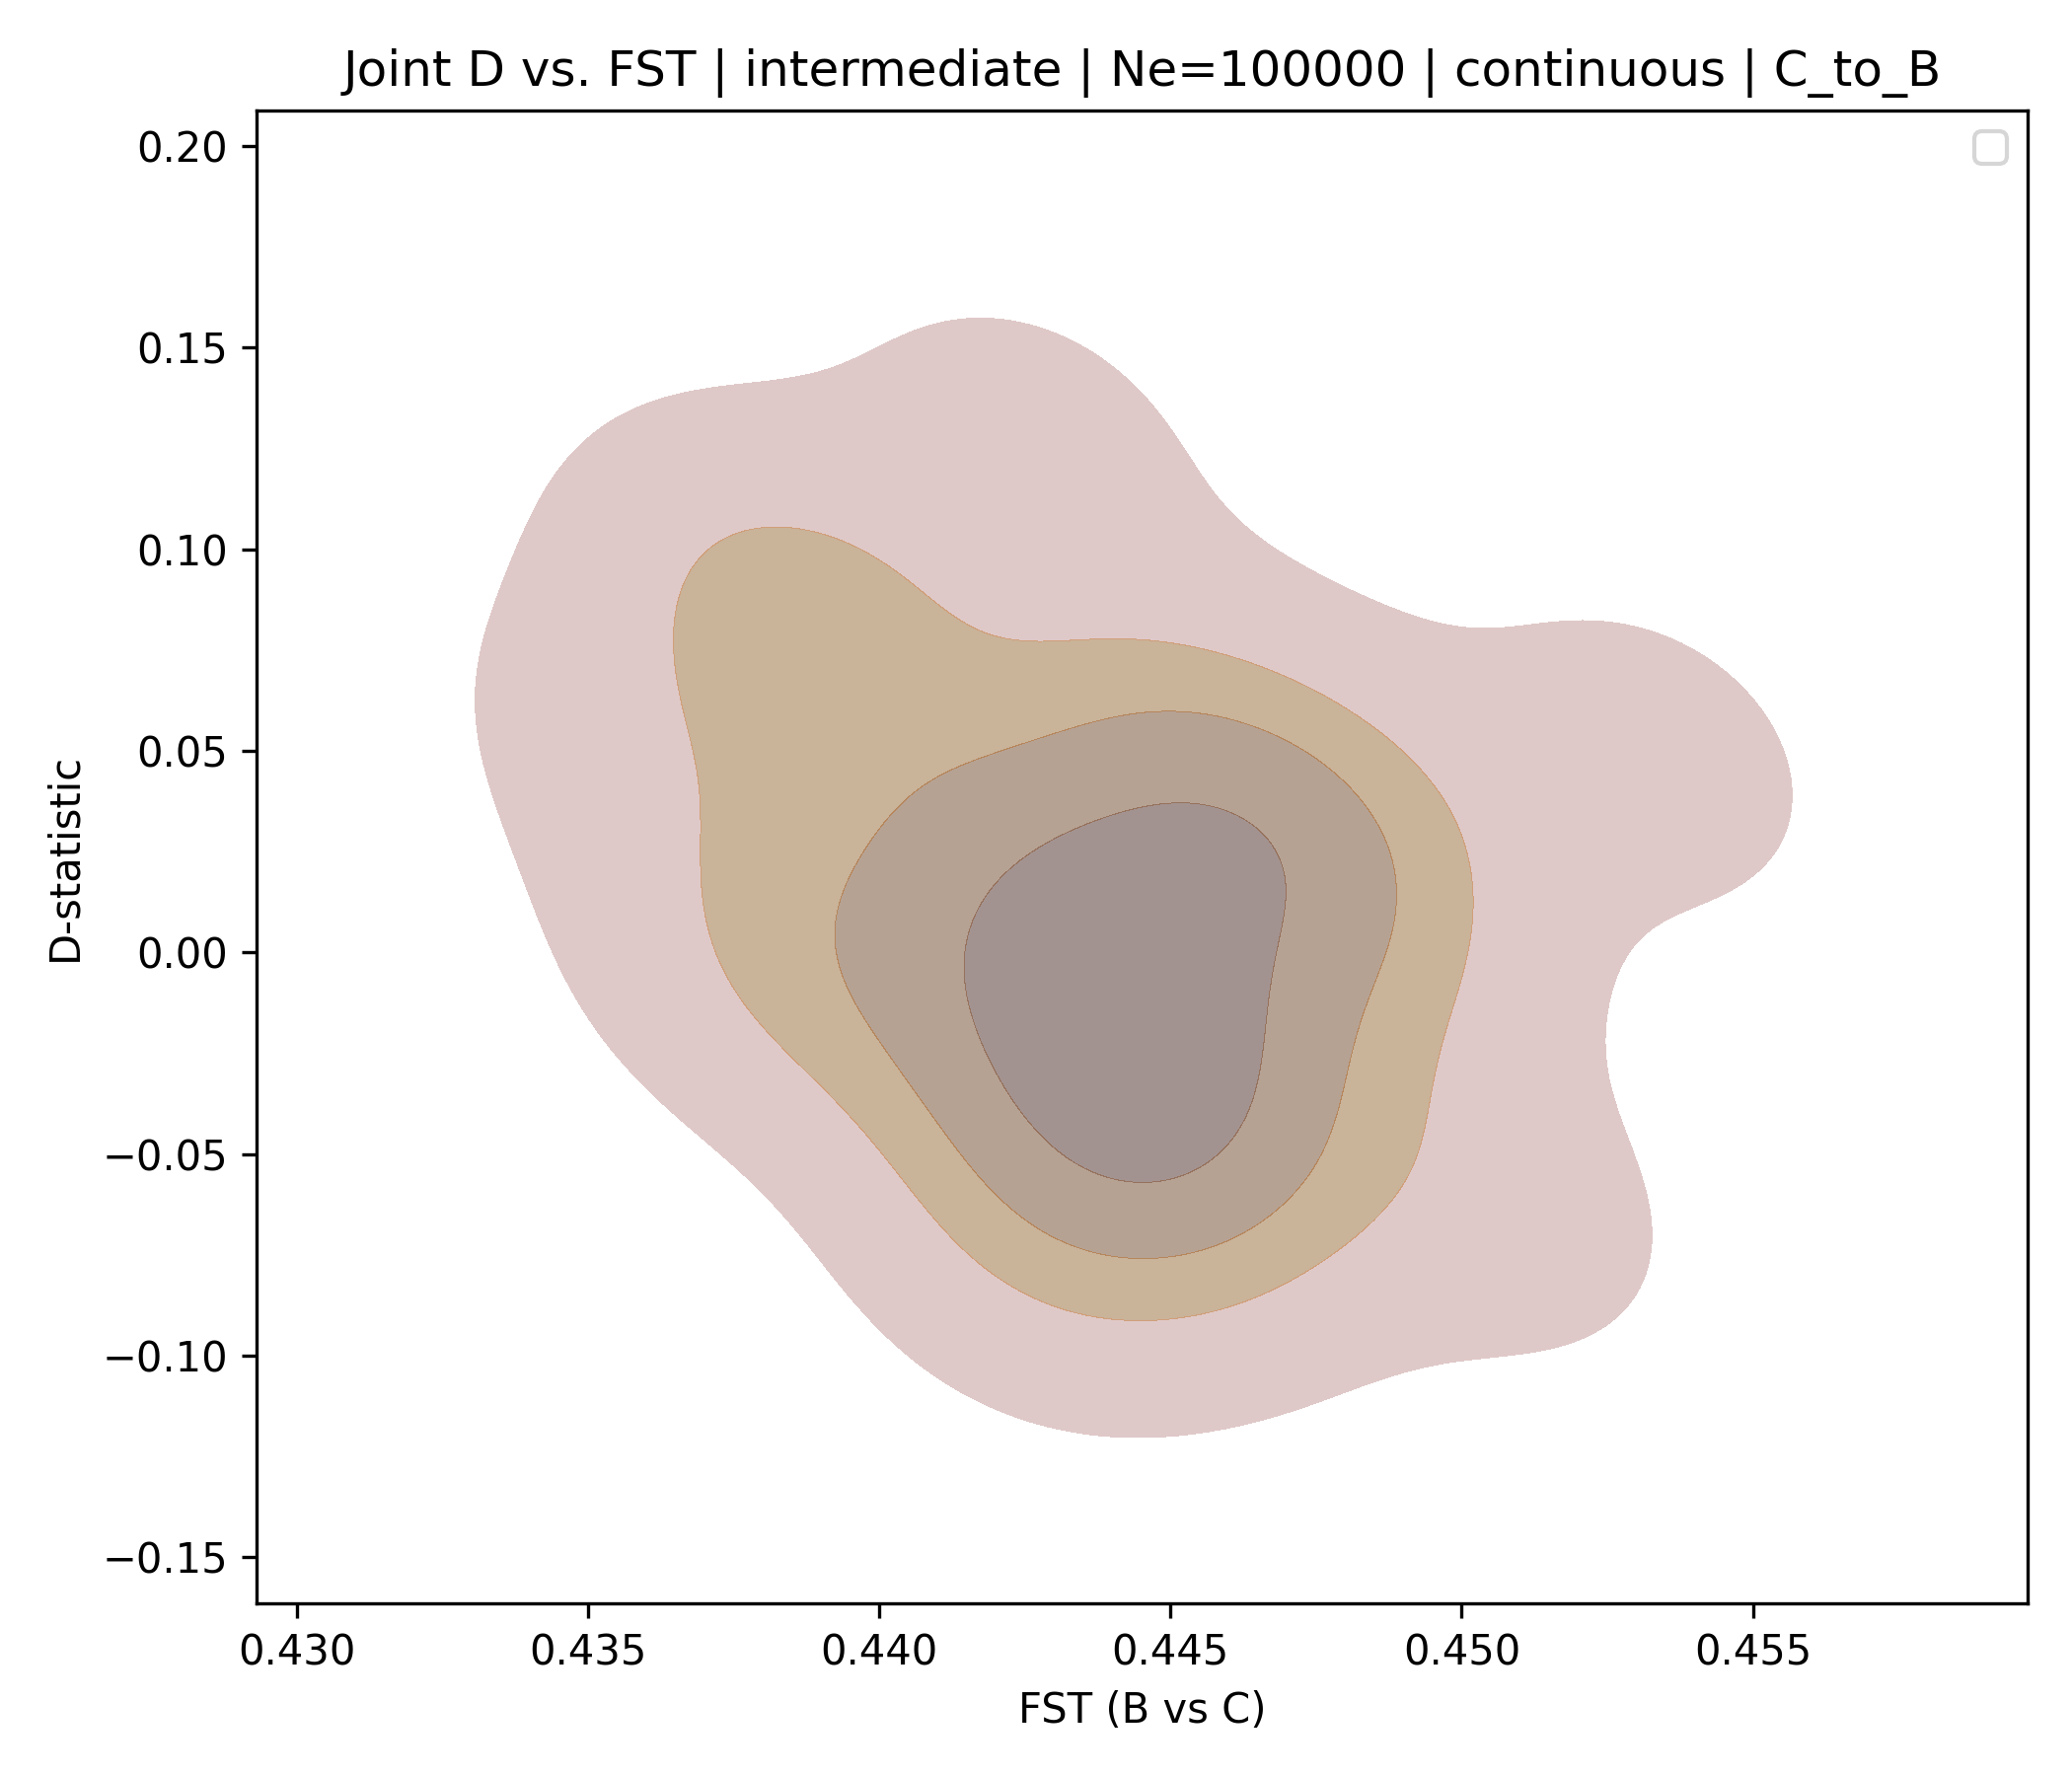 Joint D vs. FST | intermediate | Ne=100000 | continuous | C_to_B
0.20
0.15
0.10
0.05
0.00
−0.05
−0.10
−0.15
D-statistic
0.430 0.435 0.440 0.445 0.450 0.455
FST (B vs C)